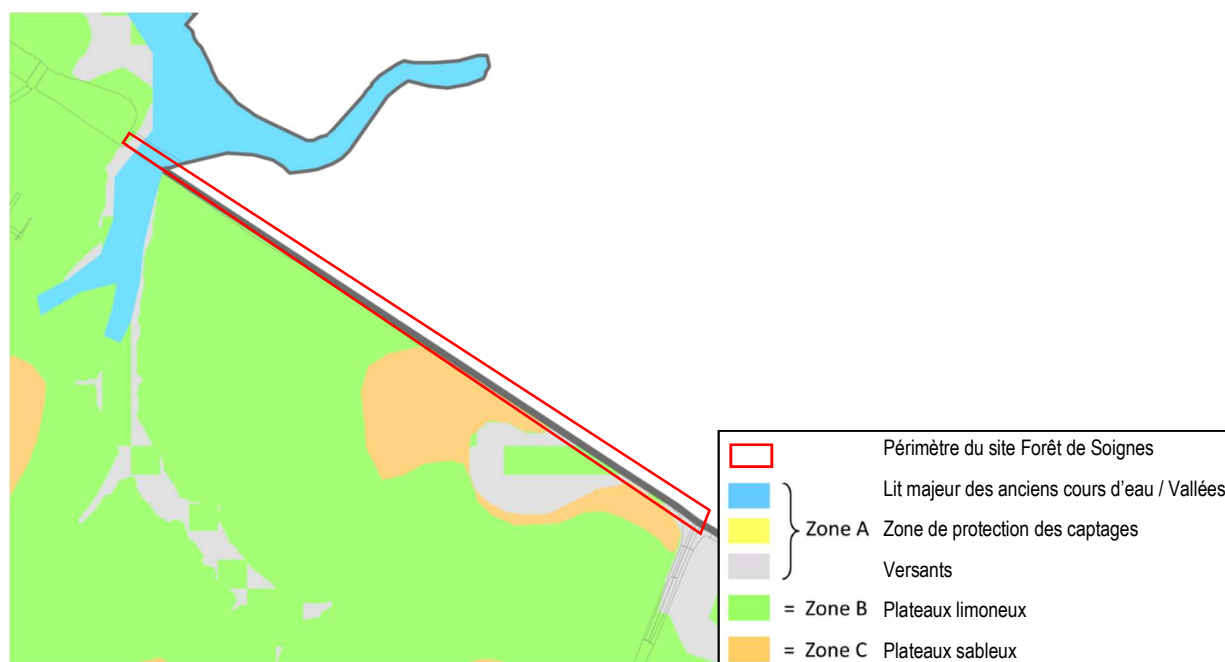 Périmètre du site Forêt de Soignes
Lit majeur des anciens cours d'eau / Vallées
Zone A Zone de protection des captages
Versants
= Zone B Plateaux limoneux
= Zone C Plateaux sableux